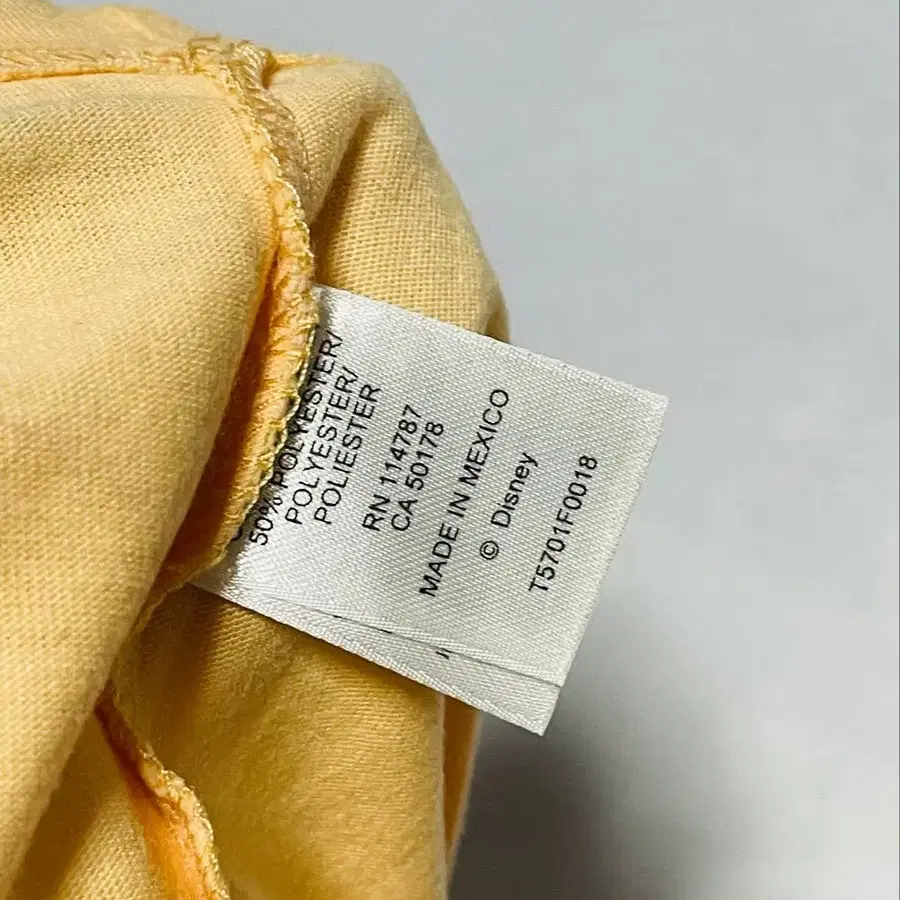 50% POLYESTER/
POLYESTER/
POLIESTER
RN 114787
CA 50178
MADE IN MEXICO
© Disney
T5701F0018